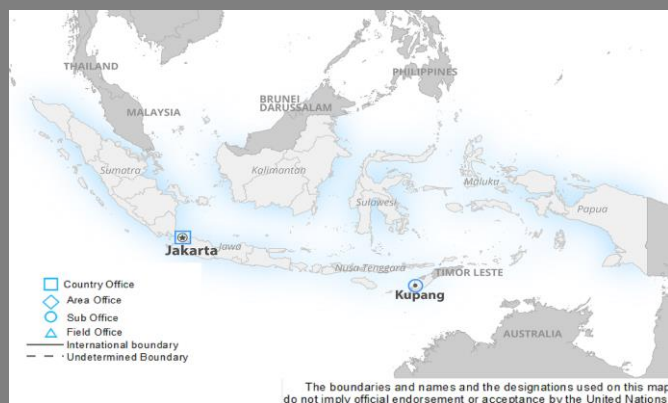 THAILAND
PHILIPPINES
BRUNEI
DARUSSALAM
MALAYSIA
Sumatra
Kalimantan
Maluka
Sulawesi
Papua
Jakarta
Jawa
Nusa Tenggara
TIMOR LESTE
Kupang
Country Office
Area Office
Sub Office
Field Office
International boundary
Undetermined Boundary
AUSTRALIA
The boundaries and names and the designations used on this map
do not imply official endorsement or acceptance by the United Nations